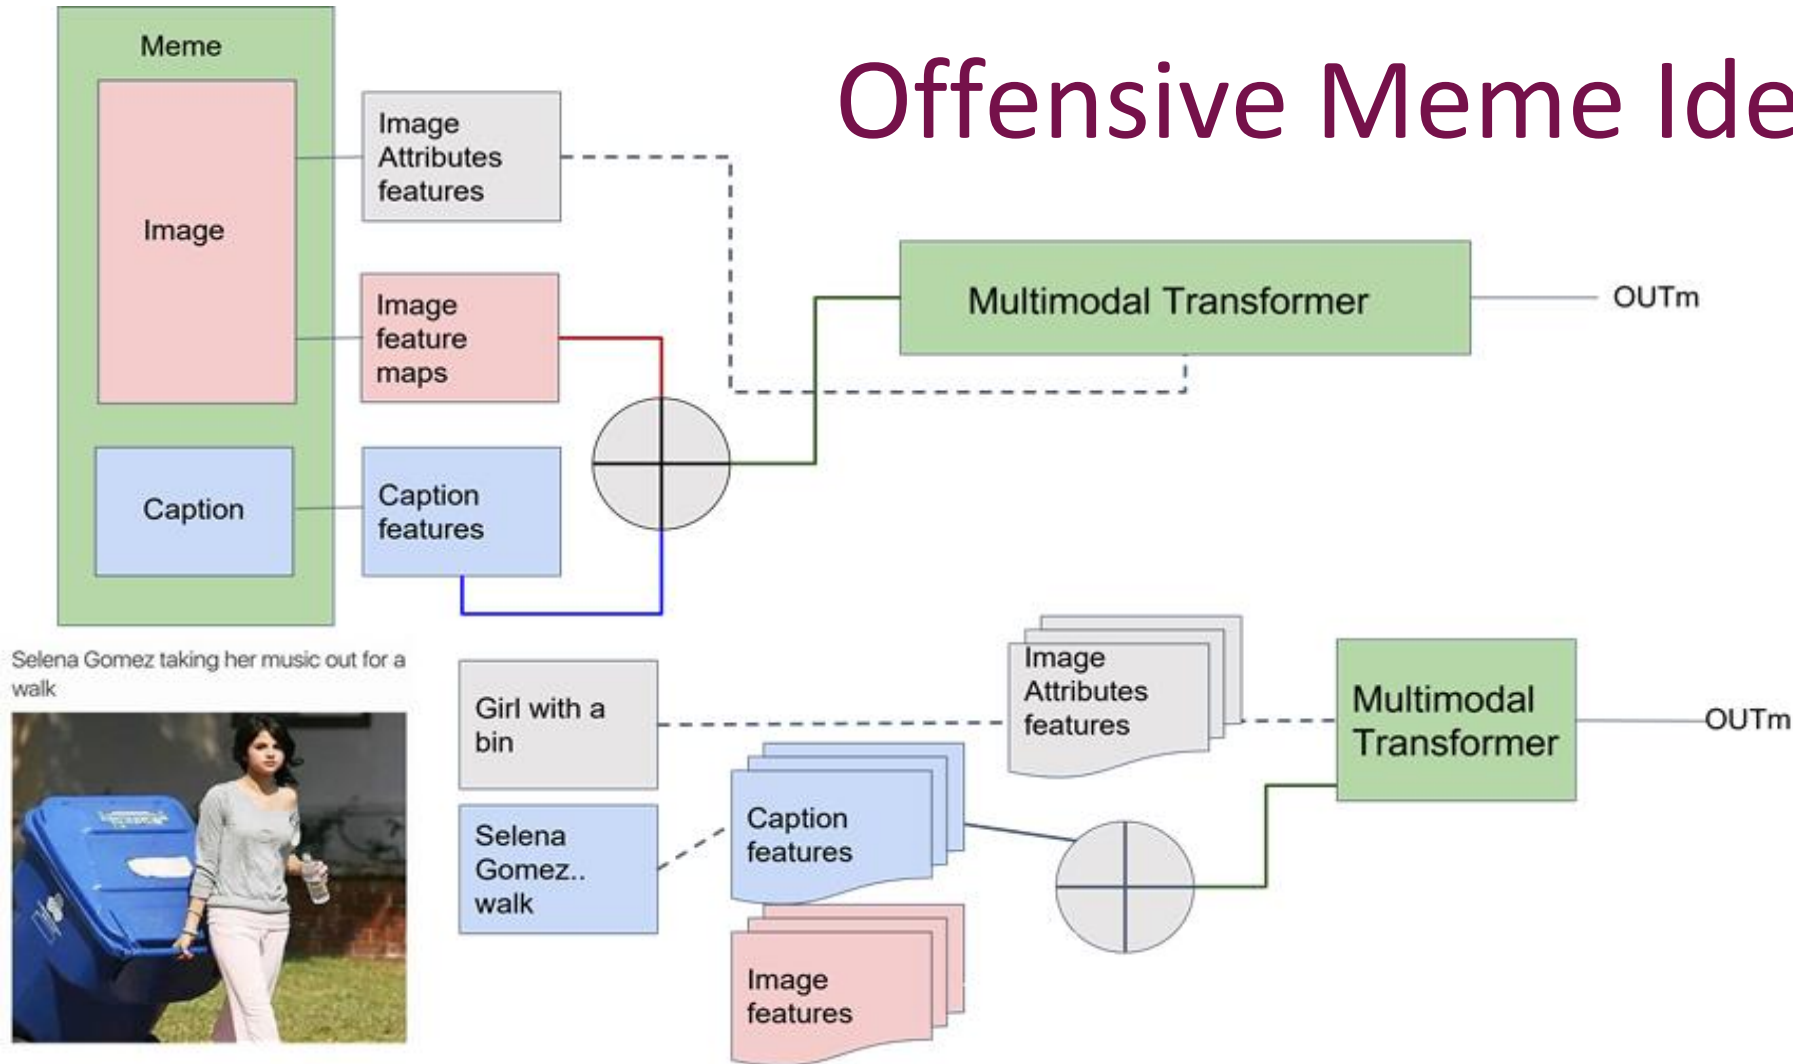 Offensive Meme Ide
Meme
Image
Image
Attributes
features
Image
feature
maps
Caption
Caption
features
Multimodal Transformer
OUTm
Selena Gomez taking her music out for a
walk
Girl with a
bin
Selena
Gomez..
walk
Image
Attributes
features
Caption
features
Image
features
Multimodal
Transformer
OUTm